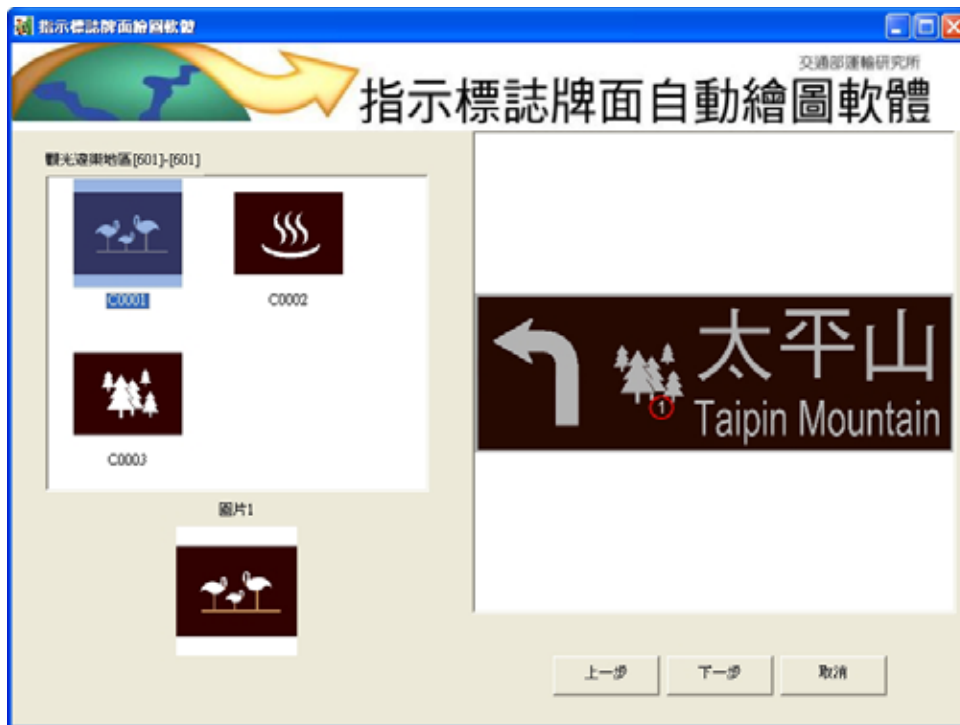 指示標誌牌面繪圖軟體
交通部運輸研究所
指示標誌牌面自動繪圖軟體
觀光遊樂地區[601]-[601]
C0001
C0002
C0003
圖片1
太平山
1
Taipin Mountain
上一步
下一步
取消